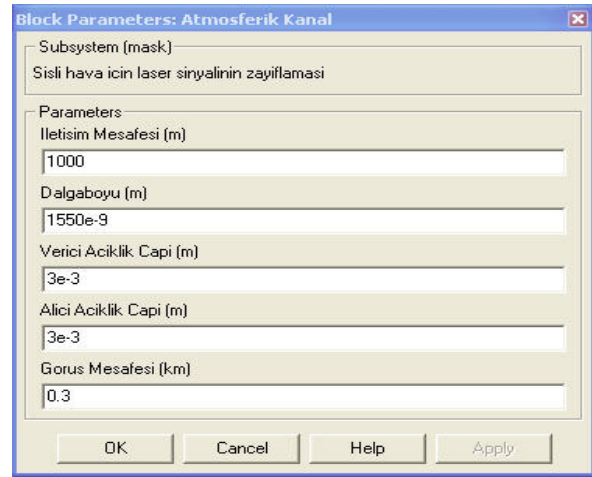 Block Parameters: Atmosferik Kanal
Subsystem (mask)
Sisli hava icin laser sinyalinin zayiflamasi
Parameters
Iletisim Mesafesi (m)
1000
Dalgaboyu (m)
1550e-9
Verici Aciklik Capi (m)
3e-3
Alici Aciklik Capi (m)
3e-3
Gorus Mesafesi (km)
0.3
OK Cancel Help Apply